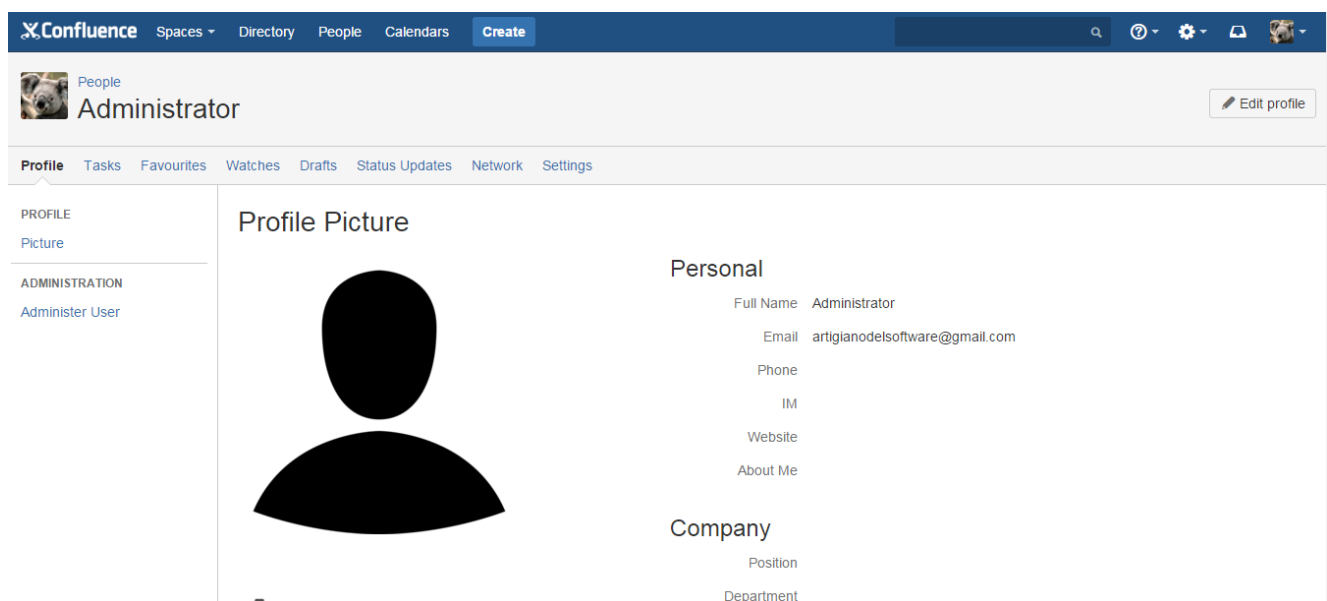 Confluence Spaces Directory People Calendars Create
People
Administrator
Edit profile
Profile Tasks Favourites Watches Drafts Status Updates Network Settings
PROFILE
Picture
ADMINISTRATION
Administer User
Profile Picture
Personal
Full Name Administrator
Email artigianodelsoftware@gmail.com
Phone
IM
Website
About Me
Company
Position
Department